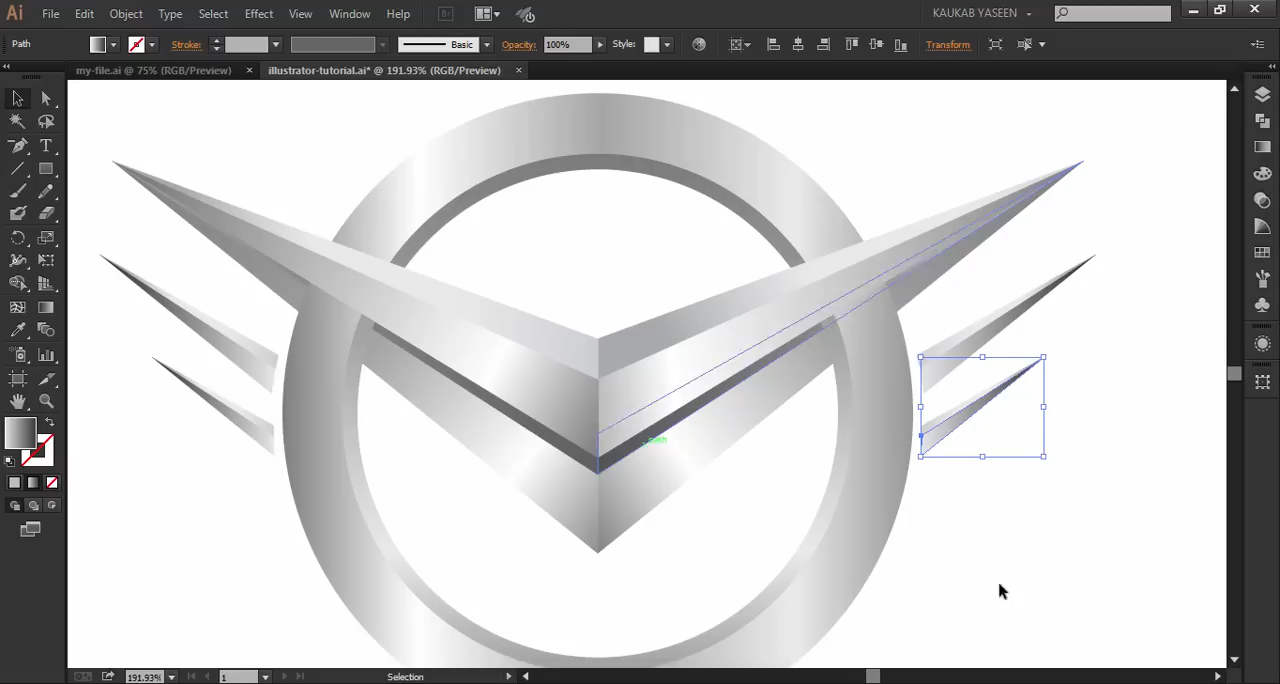 Ai File Edit Object Type Select Effect View Window Help Br KAUKAB YASEEN
Path Stroke: Basic Opacity: 100% Style: Transform
my-file.ai @ 75% (RGB/Preview) × illustrator-tutorial.ai* @ 191.93% (RGB/Preview) ×
T
191.93% 1 Selection